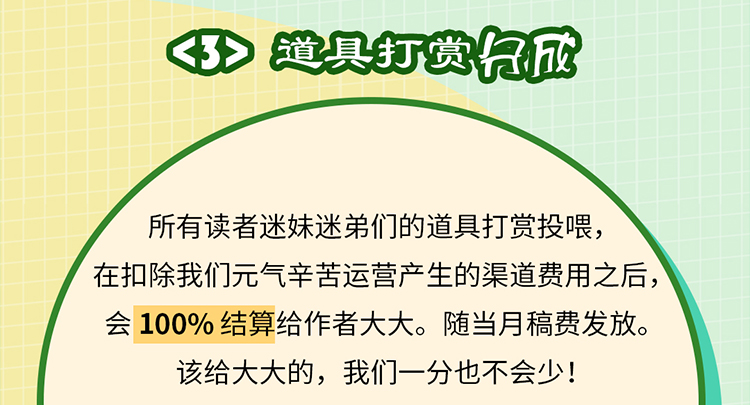 <3> 道具打赏分成
所有读者迷妹迷弟们的道具打赏投喂，
在扣除我们元气辛苦运营产生的渠道费用之后，
会 100% 结算给作者大大。随当月稿费发放。
该给大大的，我们一分也不会少！